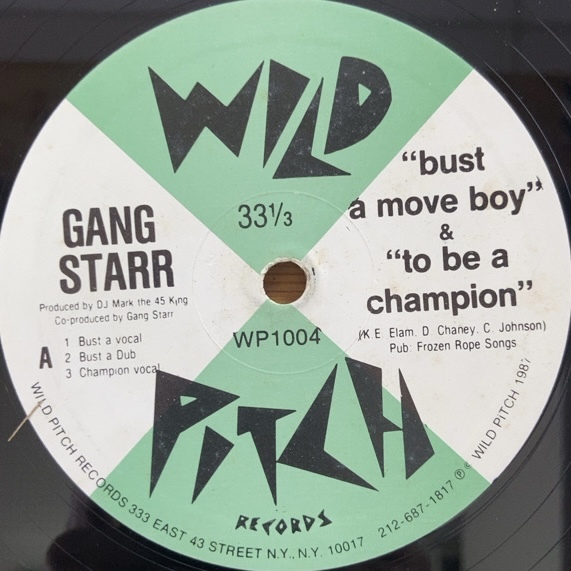 WILD
33⅓
GANG
STARR
Produced by DJ Mark the 45 King
Co-produced by Gang Starr
A
1 Bust a vocal
2 Bust a Dub
3 Champion vocal
“bust
a move boy”
&
“to be a
champion”
(K E Elam. D. Chaney. C. Johnson)
Pub: Frozen Rope Songs
WP1004
PiTCH
RECORDS
WILD PITCH RECORDS 333 EAST 43 STREET N.Y., N.Y. 10017 212-687-1817 ℗© WILD PITCH 1987